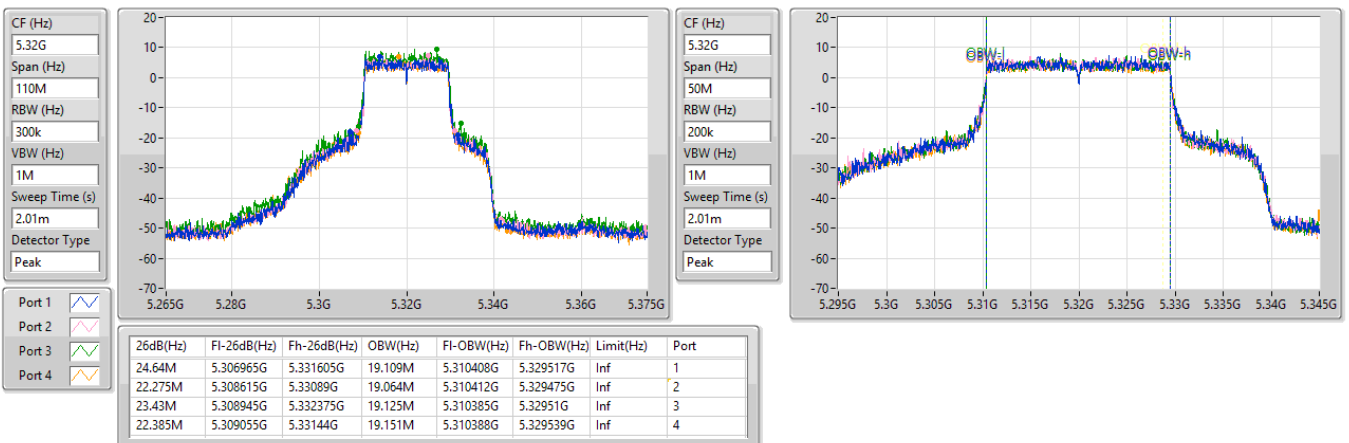 CF (Hz)
5.32G
Span (Hz)
110M
RBW (Hz)
300k
VBW (Hz)
1M
Sweep Time (s)
2.01m
Detector Type
Peak
20
10
0
-10
-20
-30
-40
-50
-60
-70
5.265G 5.28G 5.3G 5.32G 5.34G 5.36G 5.375G
CF (Hz)
5.32G
Span (Hz)
50M
RBW (Hz)
200k
VBW (Hz)
1M
Sweep Time (s)
2.01m
Detector Type
Peak
20
10
0
-10
-20
-30
-40
-50
-60
-70
OBW-l OBW-h
5.295G 5.3G 5.305G 5.31G 5.315G 5.32G 5.325G 5.33G 5.335G 5.34G 5.345G
Port 1
Port 2
Port 3
Port 4
26dB(Hz) Fl-26dB(Hz) Fh-26dB(Hz) OBW(Hz) Fl-OBW(Hz) Fh-OBW(Hz) Limit(Hz) Port
24.64M 5.306965G 5.331605G 19.109M 5.310408G 5.329517G Inf 1
22.275M 5.308615G 5.33089G 19.064M 5.310412G 5.329475G Inf 2
23.43M 5.308945G 5.332375G 19.125M 5.310385G 5.32951G Inf 3
22.385M 5.309055G 5.33144G 19.151M 5.310388G 5.329539G Inf 4